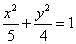 x²/5 + y²/4 = 1